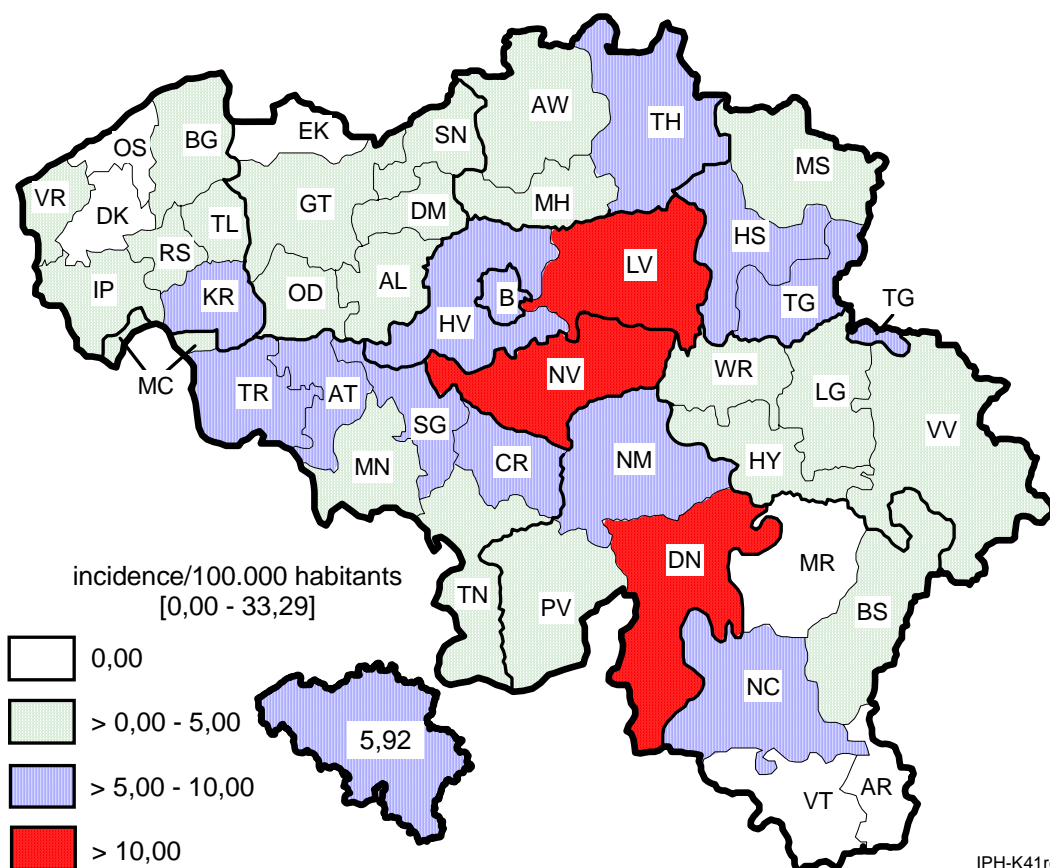 AW
TH
EK
SN
BG
OS
MS
VR
GT
MH
DK
DM
TL
HS
RS
LV
IP
KR
OD
AL
B
TG
TG
HV
MC
WR
NV
LG
TR
AT
SG
VV
MN
CR
NM
HY
DN
MR
incidence/100.000 habitants
[0,00 - 33,29]
TN
PV
BS
0,00
NC
> 0,00 - 5,00
5,92
> 5,00 - 10,00
VT
AR
> 10,00
IPH-K41r